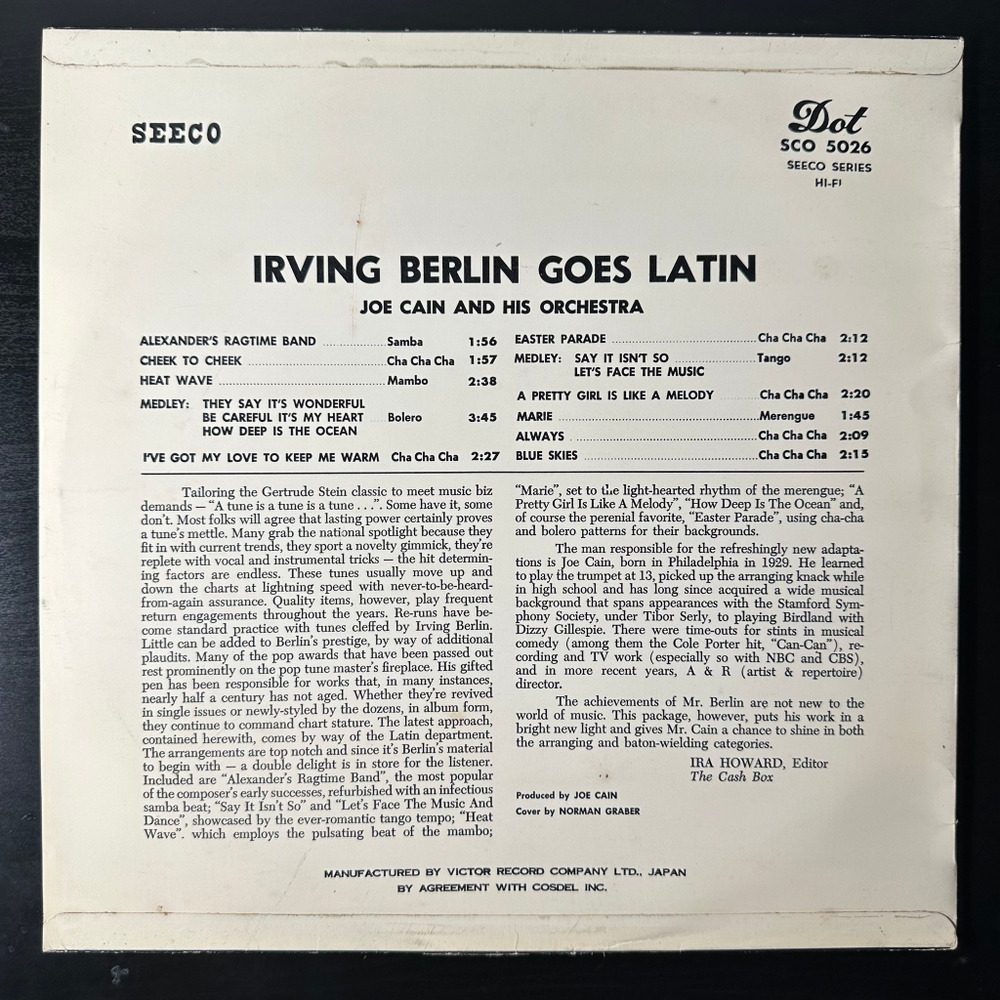 SEECO
Dot
SCO 5026
SEECO SERIES
HI-FI
IRVING BERLIN GOES LATIN
JOE CAIN AND HIS ORCHESTRA
ALEXANDER'S RAGTIME BAND ............ Samba 1:56
CHEEK TO CHEEK ............ Cha Cha Cha 1:57
HEAT WAVE ............ Mambo 2:38
MEDLEY: THEY SAY IT'S WONDERFUL
BE CAREFUL IT'S MY HEART Bolero 3:45
HOW DEEP IS THE OCEAN
I'VE GOT MY LOVE TO KEEP ME WARM Cha Cha Cha 2:27
EASTER PARADE ............ Cha Cha Cha 2:12
MEDLEY: SAY IT ISN'T SO ............ Tango 2:12
LET'S FACE THE MUSIC
A PRETTY GIRL IS LIKE A MELODY Cha Cha Cha 2:20
MARIE ............ Merengue 1:45
ALWAYS ............ Cha Cha Cha 2:09
BLUE SKIES ............ Cha Cha Cha 2:15
Tailoring the Gertrude Stein classic to meet music biz
demands — “A tune is a tune is a tune . . .”. Some have it, some
don't. Most folks will agree that lasting power certainly proves
a tune's mettle. Many grab the national spotlight because they
fit in with current trends, they sport a novelty gimmick, they're
replete with vocal and instrumental tricks — the hit determin-
ing factors are endless. These tunes usually move up and
down the charts at lightning speed with never-to-be-heard-
from-again assurance. Quality items, however, play frequent
return engagements throughout the years. Re-runs have be-
come standard practice with tunes cleffed by Irving Berlin.
Little can be added to Berlin's prestige, by way of additional
plaudits. Many of the pop awards that have been passed out
rest prominently on the pop tune master's fireplace. His gifted
pen has been responsible for works that, in many instances,
nearly half a century has not aged. Whether they're revived
in single issues or newly-styled by the dozens, in album form,
they continue to command chart stature. The latest approach,
contained herewith, comes by way of the Latin department.
The arrangements are top notch and since it's Berlin's material
to begin with — a double delight is in store for the listener.
Included are “Alexander's Ragtime Band”, the most popular
of the composer's early successes, refurbished with an infectious
samba beat; “Say It Isn't So” and “Let's Face The Music And
Dance”, showcased by the ever-romantic tango tempo; “Heat
Wave”. which employs the pulsating beat of the mambo;
“Marie”, set to the light-hearted rhythm of the merengue; “A
Pretty Girl Is Like A Melody”, “How Deep Is The Ocean” and,
of course the perenial favorite, “Easter Parade”, using cha-cha
and bolero patterns for their backgrounds.
The man responsible for the refreshingly new adapta-
tions is Joe Cain, born in Philadelphia in 1929. He learned
to play the trumpet at 13, picked up the arranging knack while
in high school and has long since acquired a wide musical
background that spans appearances with the Stamford Sym-
phony Society, under Tibor Serly, to playing Birdland with
Dizzy Gillespie. There were time-outs for stints in musical
comedy (among them the Cole Porter hit, “Can-Can”), re-
cording and TV work (especially so with NBC and CBS),
and in more recent years, A & R (artist & repertoire)
director.
The achievements of Mr. Berlin are not new to the
world of music. This package, however, puts his work in a
bright new light and gives Mr. Cain a chance to shine in both
the arranging and baton-wielding categories.
IRA HOWARD, Editor
The Cash Box
Produced by JOE CAIN
Cover by NORMAN GRABER
MANUFACTURED BY VICTOR RECORD COMPANY LTD., JAPAN
BY AGREEMENT WITH COSDEL INC.